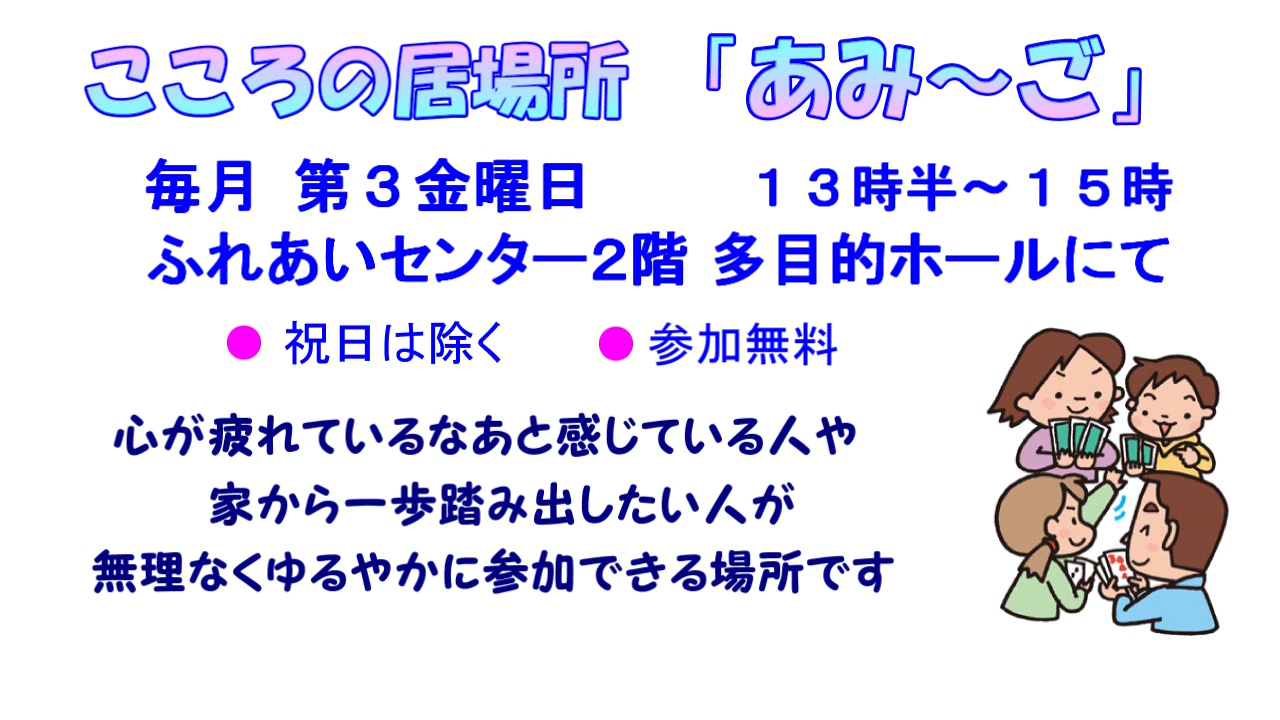 こころの居場所 「あみ～ご」
毎月 第３金曜日 １３時半～１５時
ふれあいセンター２階 多目的ホールにて
● 祝日は除く ● 参加無料
心が疲れているなあと感じている人や
家から一歩踏み出したい人が
無理なくゆるやかに参加できる場所です